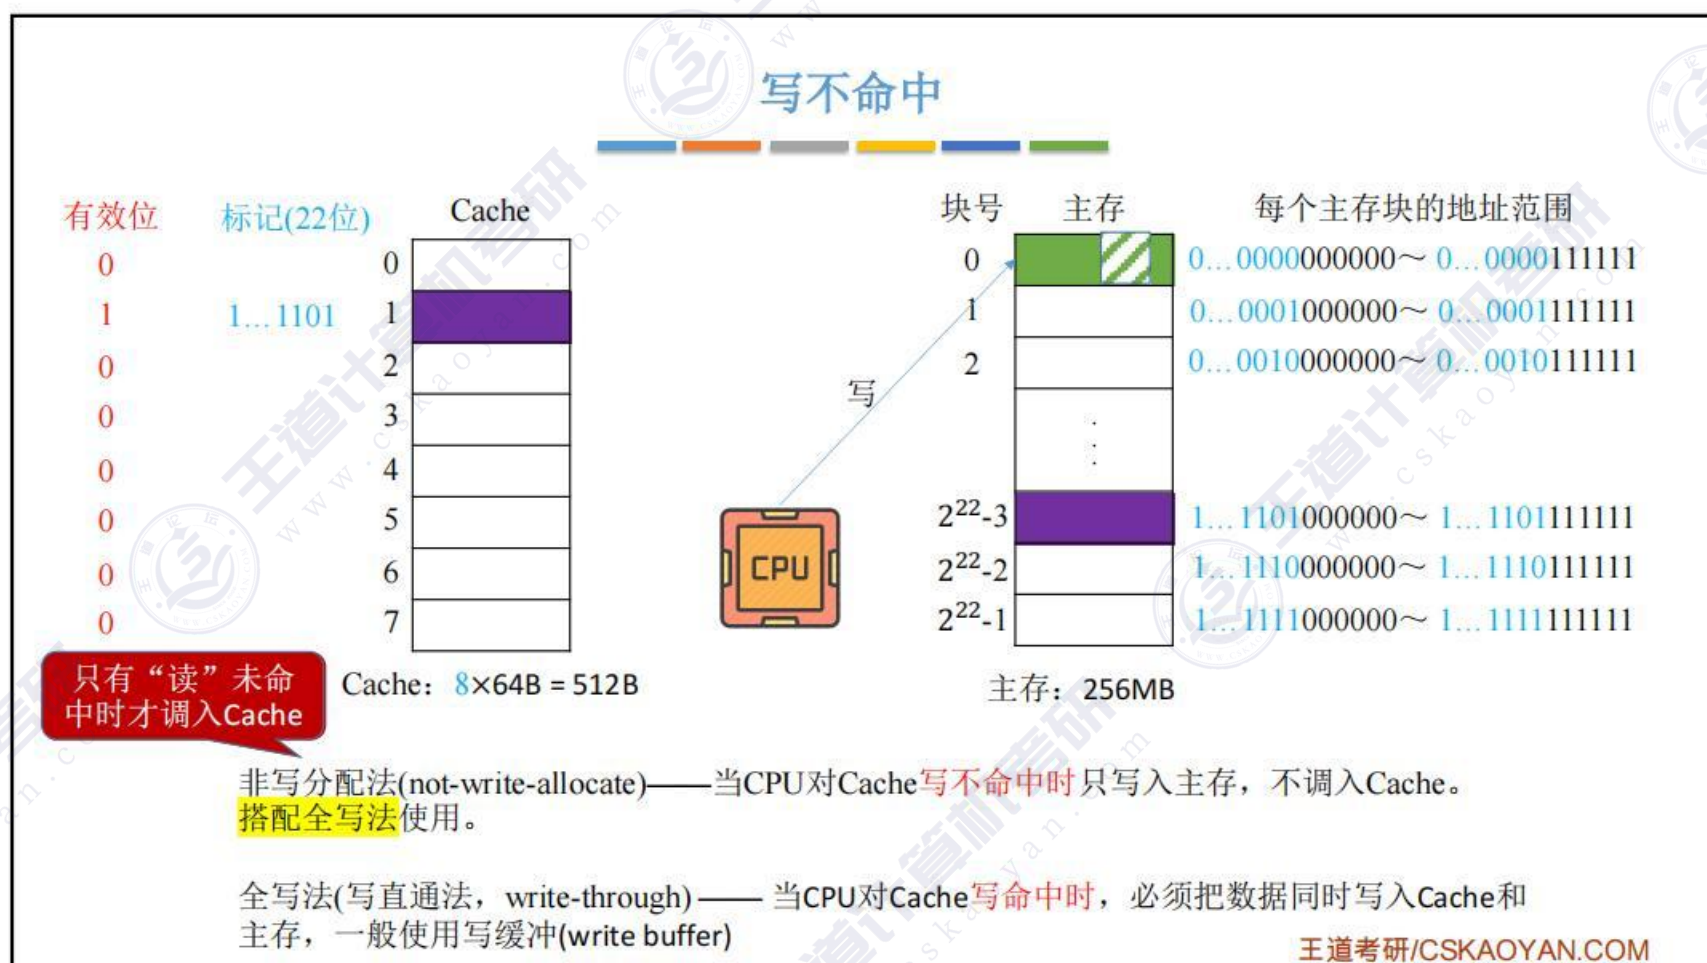 写不命中
有效位 标记(22位) Cache 块号 主存 每个主存块的地址范围
0 0 0 0…0000000000～ 0…0000111111
1 1…1101 1 1 0…0001000000～ 0…0001111111
0 2 2 0…0010000000～ 0…0010111111
写
0 3
0 4
0 5 2²²-3 1…1101000000～ 1…1101111111
CPU
0 6 2²²-2 1…1110000000～ 1…1110111111
0 7 2²²-1 1…1111000000～ 1…1111111111
只有“读”未命
中时才调入Cache
Cache：8×64B = 512B 主存：256MB
非写分配法(not-write-allocate)——当CPU对Cache写不命中时只写入主存，不调入Cache。
搭配全写法使用。
全写法(写直通法，write-through) —— 当CPU对Cache写命中时，必须把数据同时写入Cache和
主存，一般使用写缓冲(write buffer)
王道考研/CSKAOYAN.COM
王道计算机考研
www.cskaoyan.com